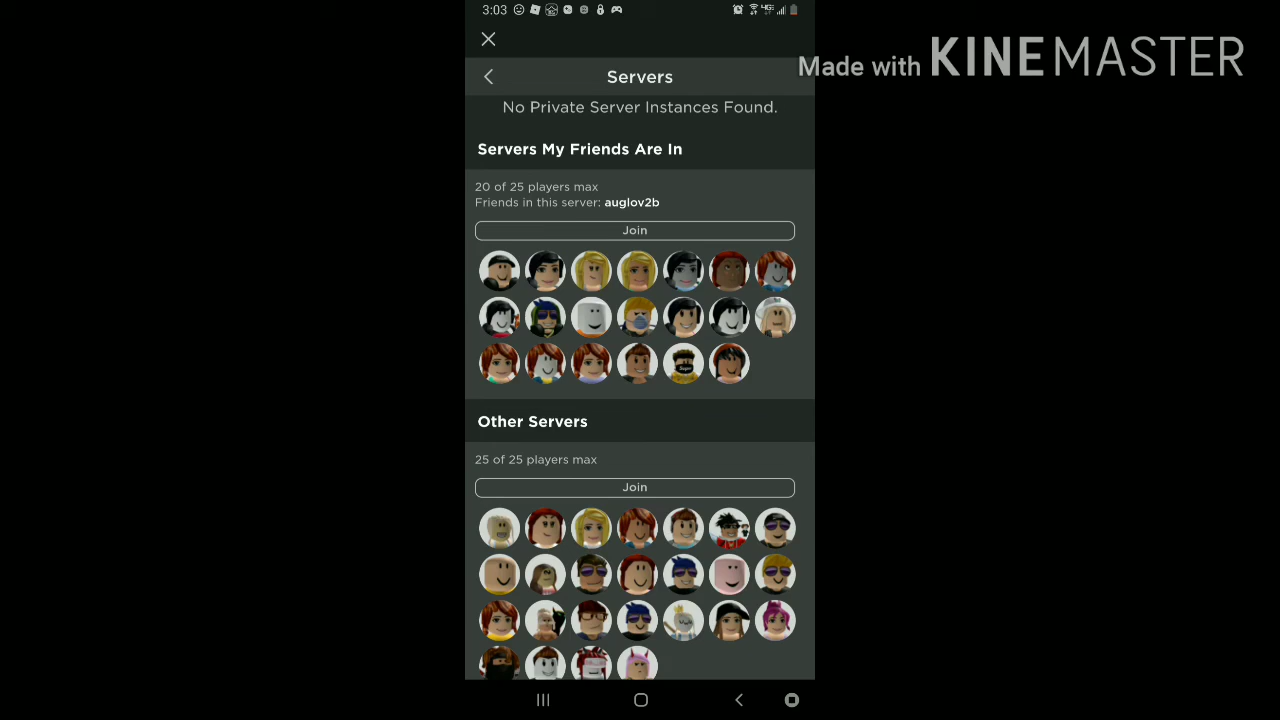 3:03
Made with KINEMASTER
Servers
No Private Server Instances Found.
Servers My Friends Are In
20 of 25 players max
Friends in this server: auglov2b
Join
Super
Other Servers
25 of 25 players max
Join